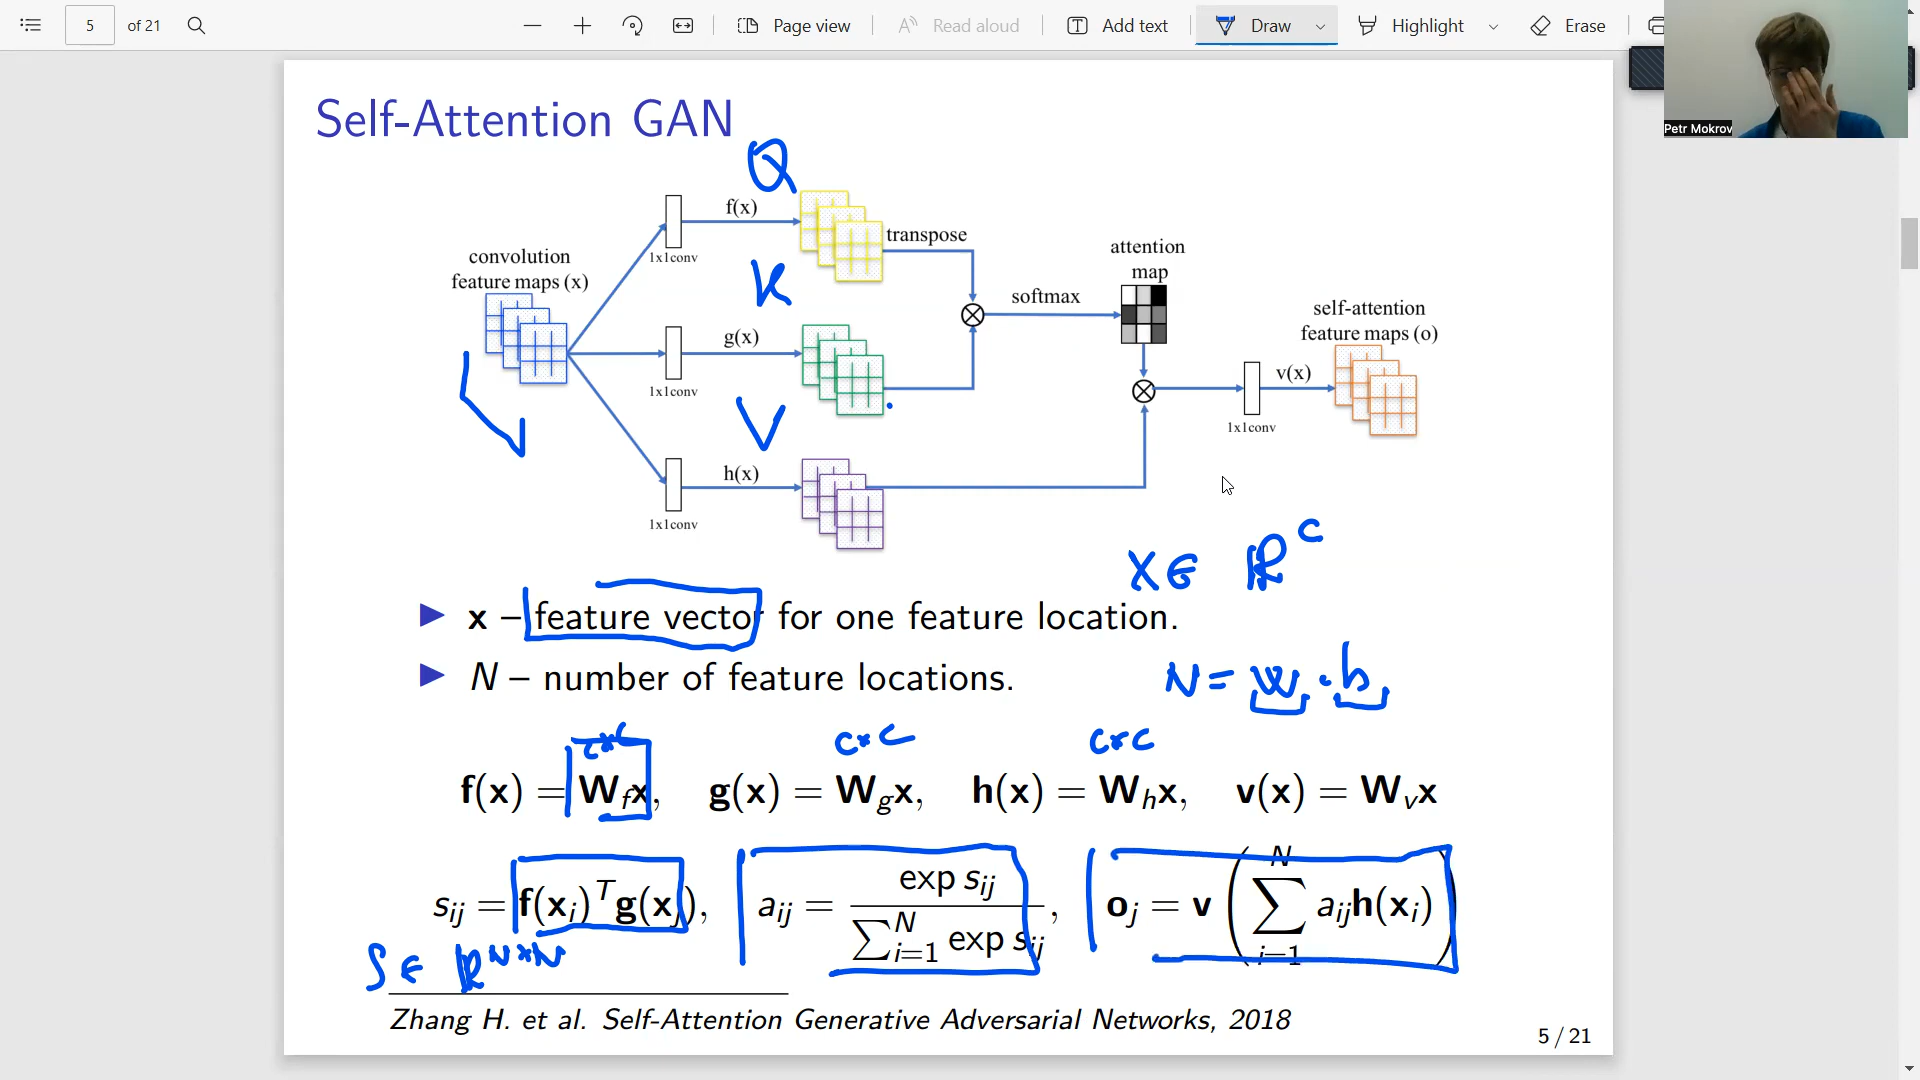 5 of 21 Page view Read aloud Add text Draw Highlight Erase
Petr Mokrov
Self-Attention GAN
Q
f(x)
transpose
convolution
feature maps (x)
1x1conv
K
attention
map
softmax
g(x)
self-attention
feature maps (o)
1x1conv
V
v(x)
1x1conv
h(x)
1x1conv
X ∈ ℝ^C
x – feature vector for one feature location.
N – number of feature locations.
N = W · h
C×C C×C C×C
f(x) = W_f x, g(x) = W_g x, h(x) = W_h x, v(x) = W_v x
s_ij = f(x_i)^T g(x_j), a_ij = exp s_ij / ∑_{i=1}^N exp s_ij, o_j = v(∑_{i=1}^N a_ij h(x_i))
S ∈ ℝ^{N×N}
Zhang H. et al. Self-Attention Generative Adversarial Networks, 2018
5 / 21